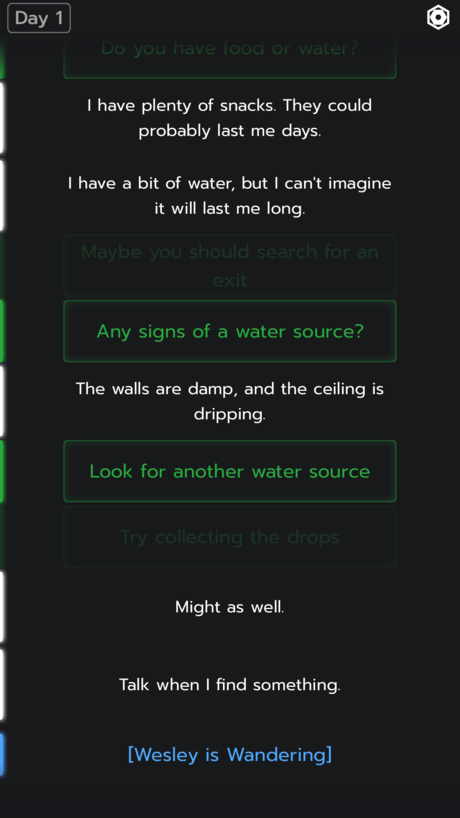 Day 1
Do you have food or water?
I have plenty of snacks. They could
probably last me days.
I have a bit of water, but I can't imagine
it will last me long.
Maybe you should search for an
exit
Any signs of a water source?
The walls are damp, and the ceiling is
dripping.
Look for another water source
Try collecting the drops
Might as well.
Talk when I find something.
[Wesley is Wandering]